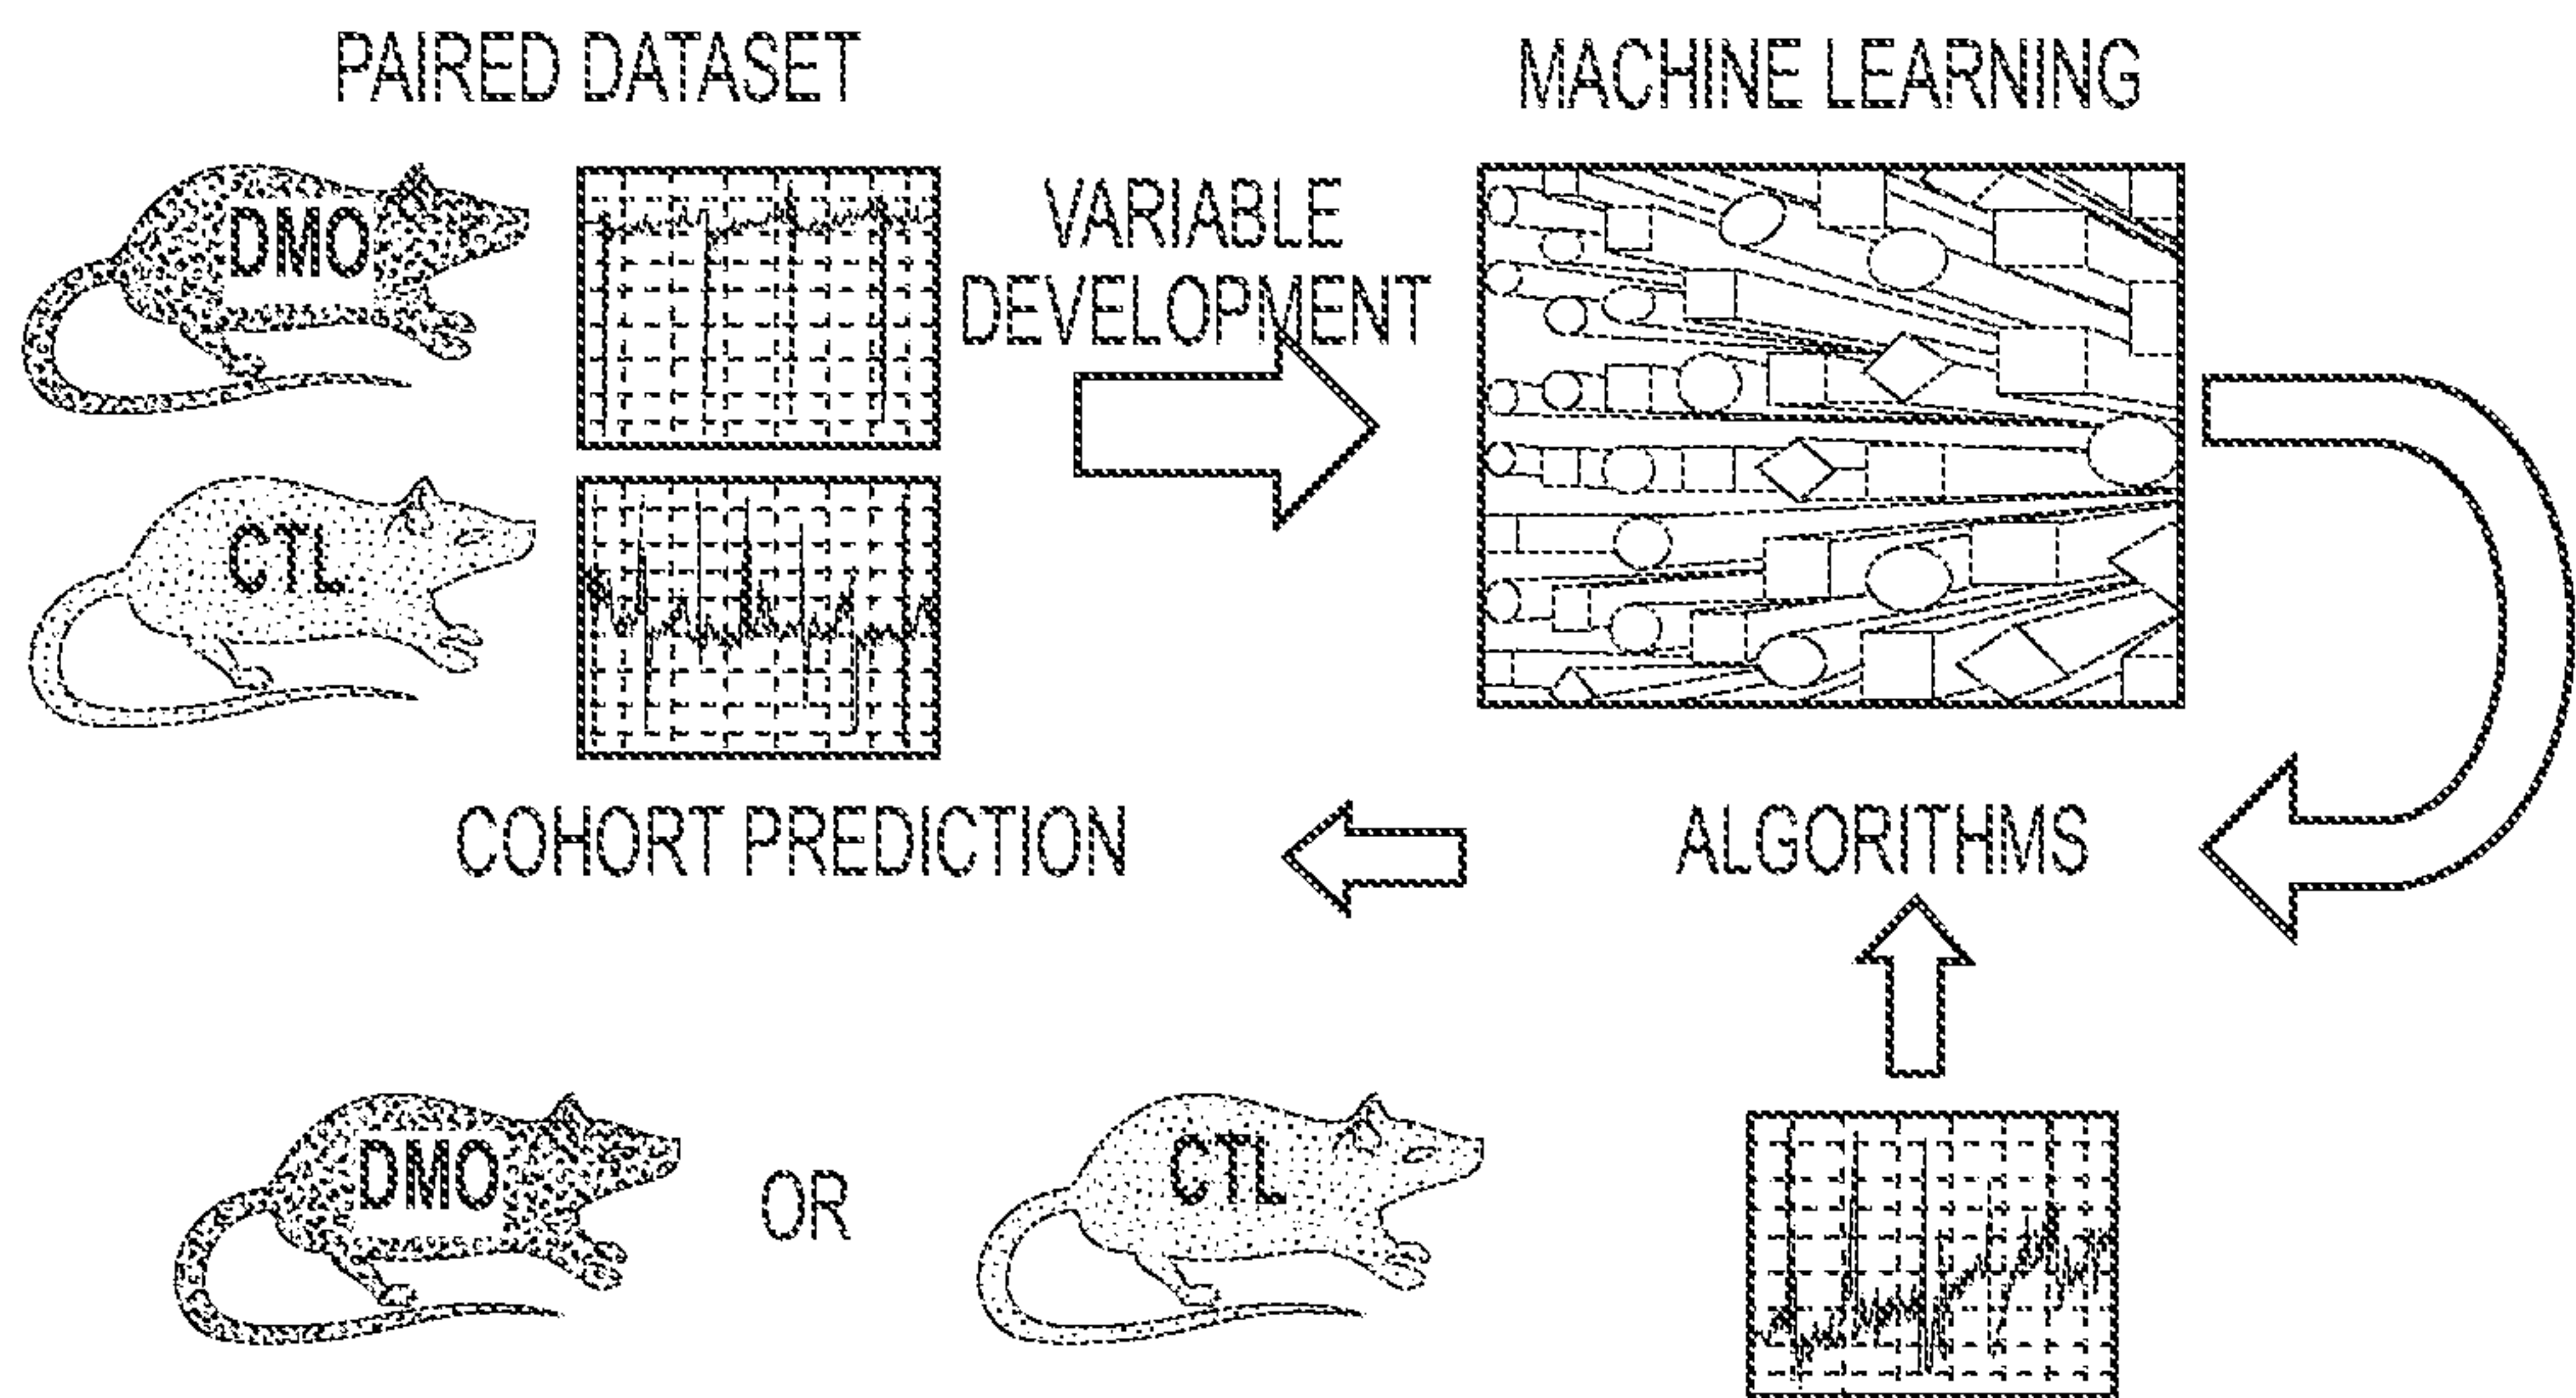 PAIRED DATASET
MACHINE LEARNING
DMO
VARIABLE
DEVELOPMENT
CTL
COHORT PREDICTION
ALGORITHMS
DMO
OR
CTL